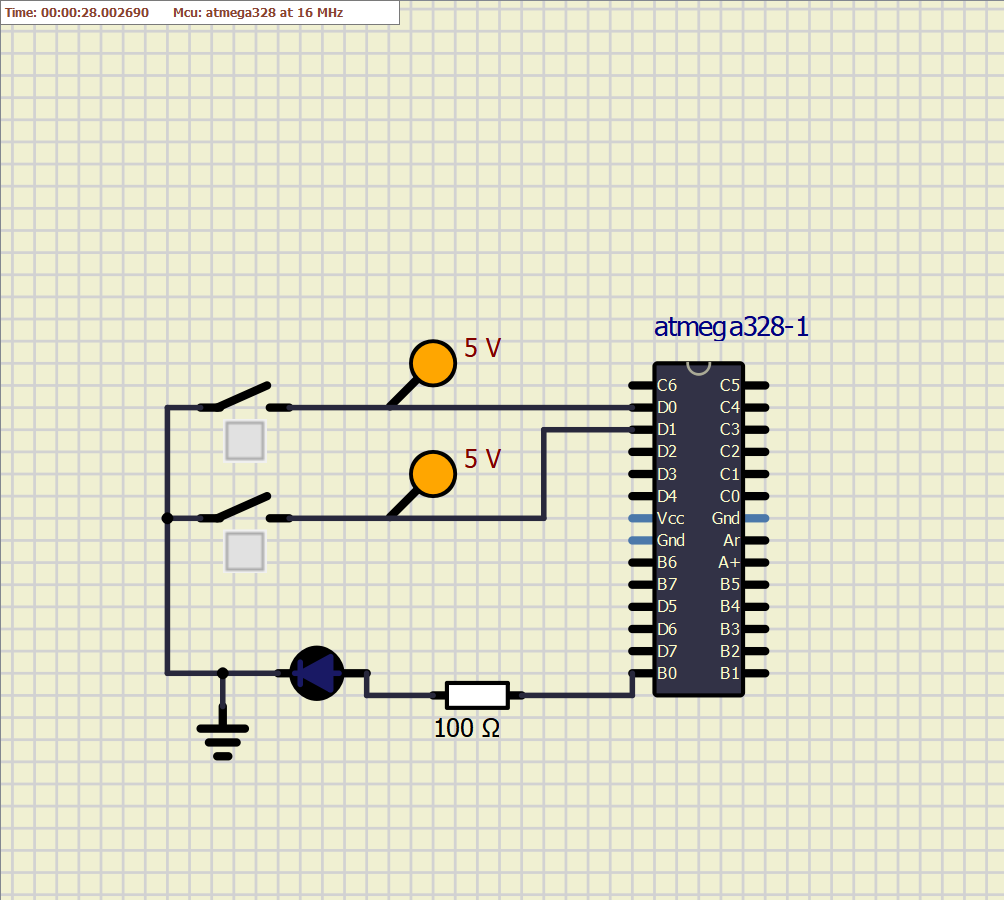 Time: 00:00:28.002690 Mcu: atmega328 at 16 MHz
atmega328-1
5 V
C6 C5
D0 C4
D1 C3
D2 C2
5 V
D3 C1
D4 C0
Vcc Gnd
Gnd Ar
B6 A+
B7 B5
D5 B4
D6 B3
D7 B2
B0 B1
100 Ω